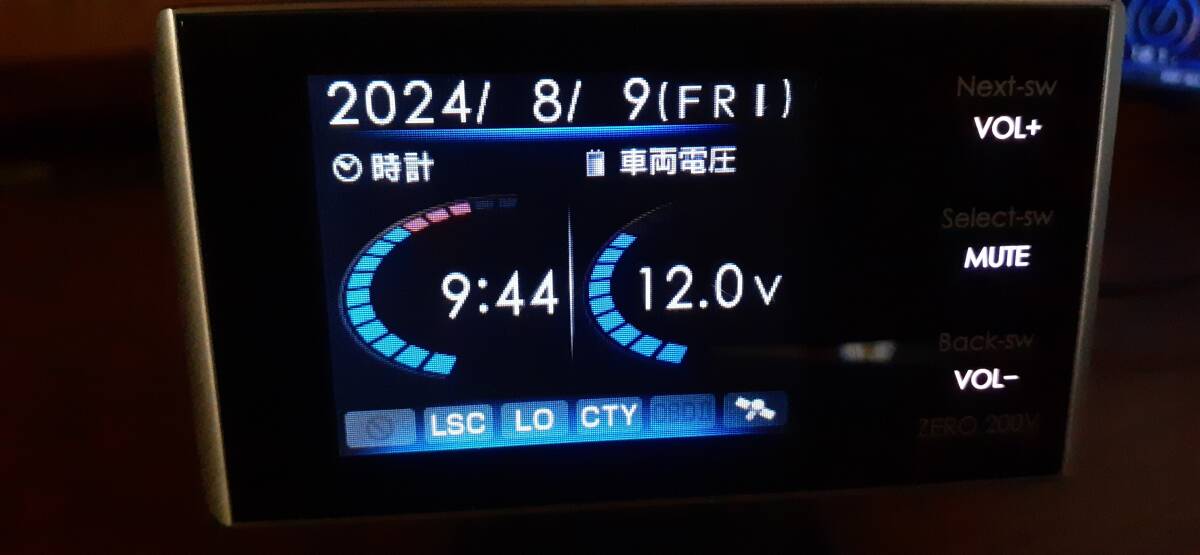 2024/ 8/ 9(FRI)
時計
車両電圧
9:44
12.0V
LSC LO CTY OBDⅡ
Next-sw
VOL+
Select-sw
MUTE
Back-sw
VOL−
ZERO 200V